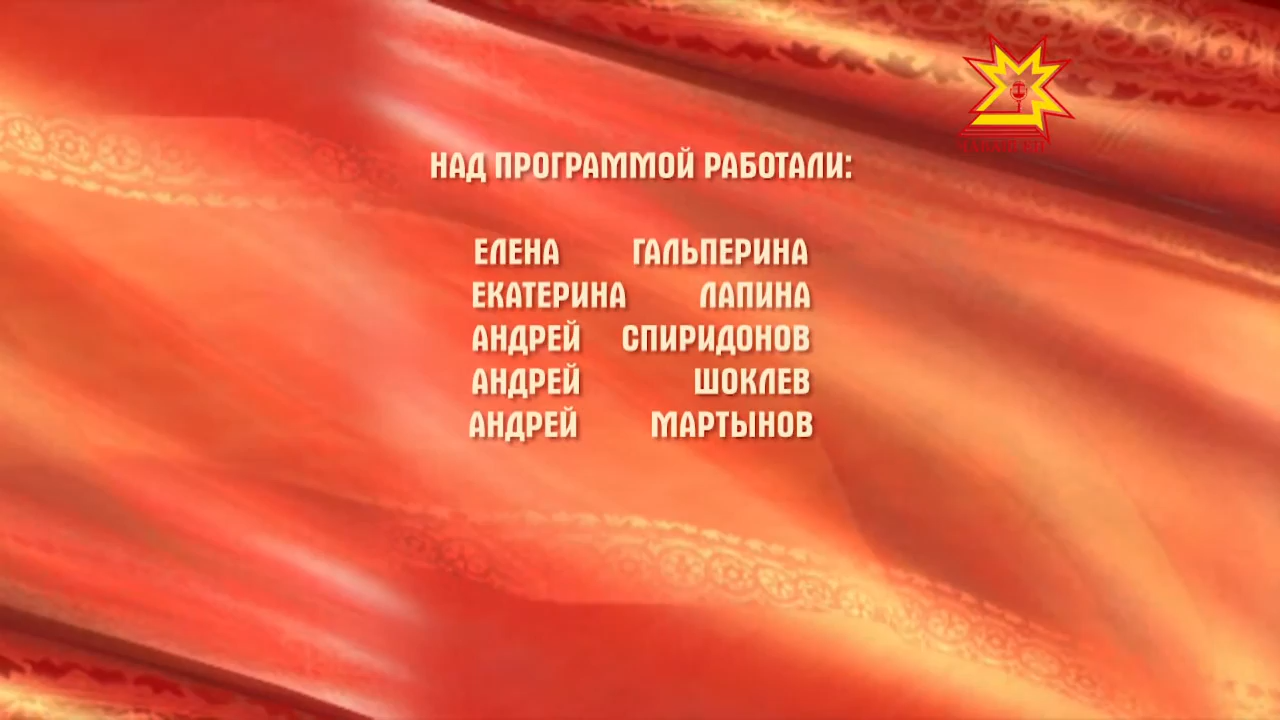 НАД ПРОГРАММОЙ РАБОТАЛИ:
ЕЛЕНА ГАЛЬПЕРИНА
ЕКАТЕРИНА ЛАПИНА
АНДРЕЙ СПИРИДОНОВ
АНДРЕЙ ШОКЛЕВ
АНДРЕЙ МАРТЫНОВ